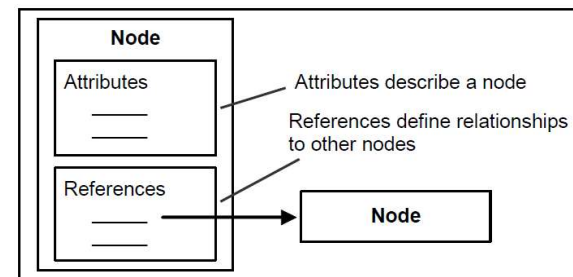 Node
Attributes
Attributes describe a node
References define relationships
to other nodes
References
Node